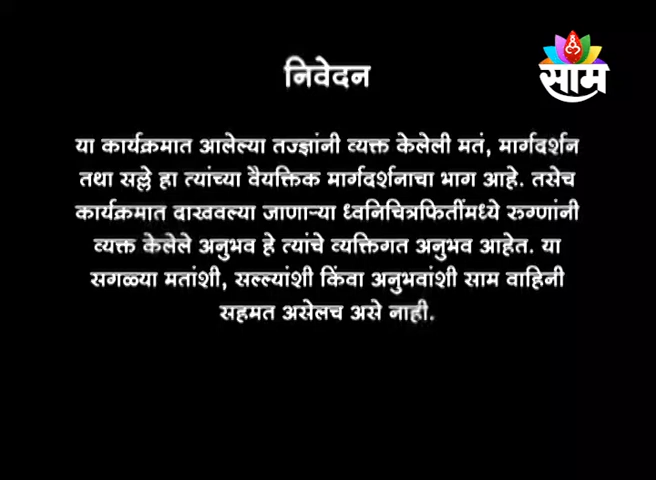 निवेदन
साम
या कार्यक्रमात आलेल्या तज्ज्ञांनी व्यक्त केलेली मतं, मार्गदर्शन
तथा सल्ले हा त्यांच्या वैयक्तिक मार्गदर्शनाचा भाग आहे. तसेच
कार्यक्रमात दाखवल्या जाणाऱ्या ध्वनिचित्रफितींमध्ये रुग्णांनी
व्यक्त केलेले अनुभव हे त्यांचे व्यक्तिगत अनुभव आहेत. या
सगळ्या मतांशी, सल्ल्यांशी किंवा अनुभवांशी साम वाहिनी
सहमत असेलच असे नाही.